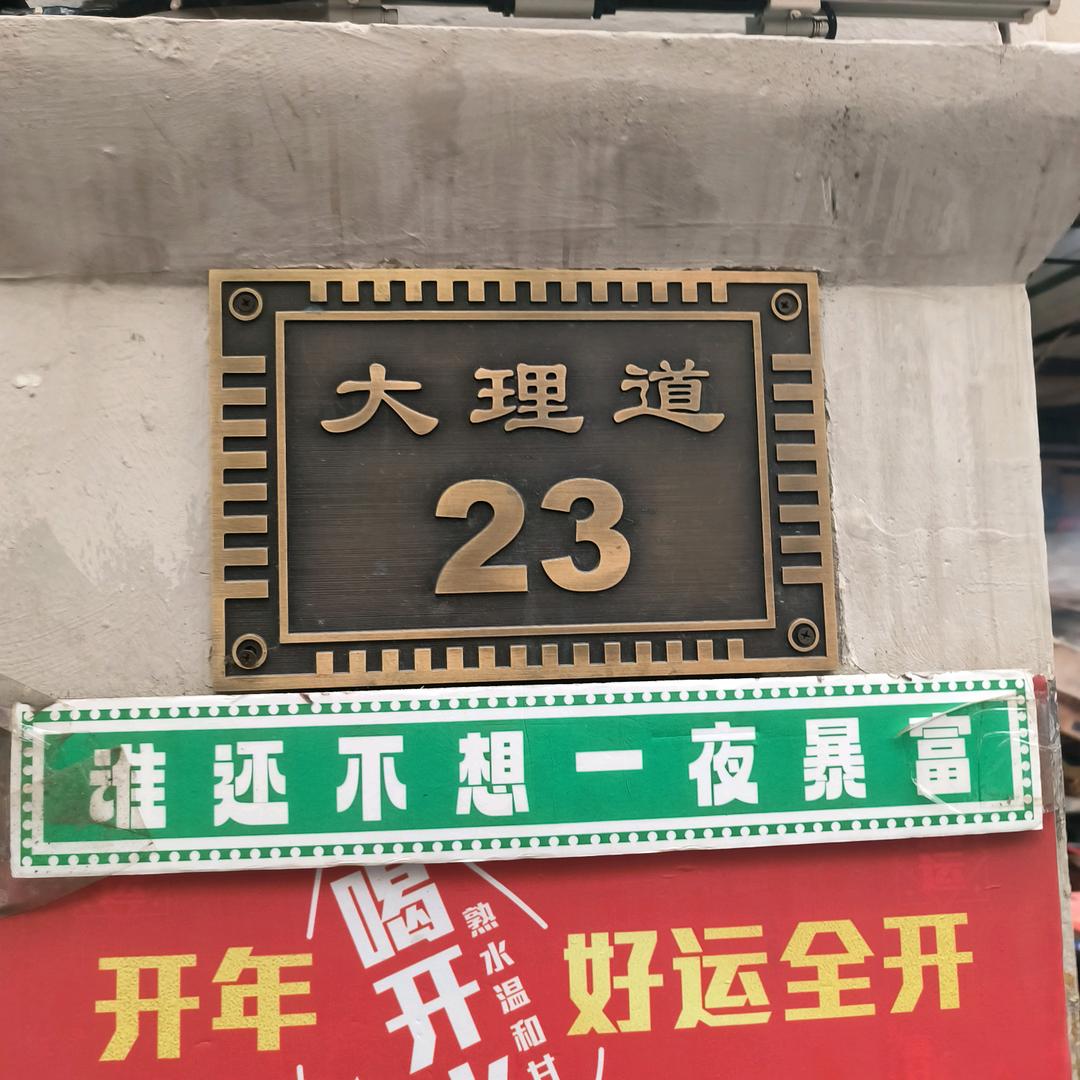 大理道
23
谁还不想一夜暴富
开年
喝开
熟水温和甘
好运全开